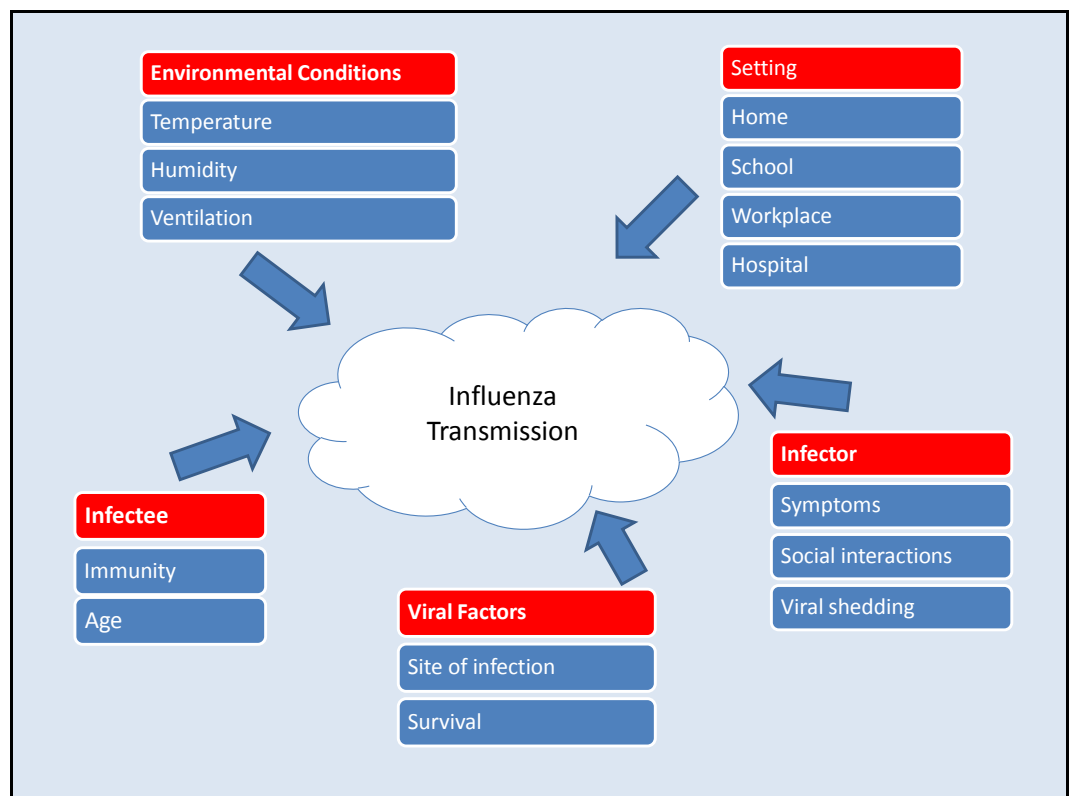 Environmental Conditions
Temperature
Humidity
Ventilation
Setting
Home
School
Workplace
Hospital
Influenza
Transmission
Infectee
Immunity
Age
Viral Factors
Site of infection
Survival
Infector
Symptoms
Social interactions
Viral shedding